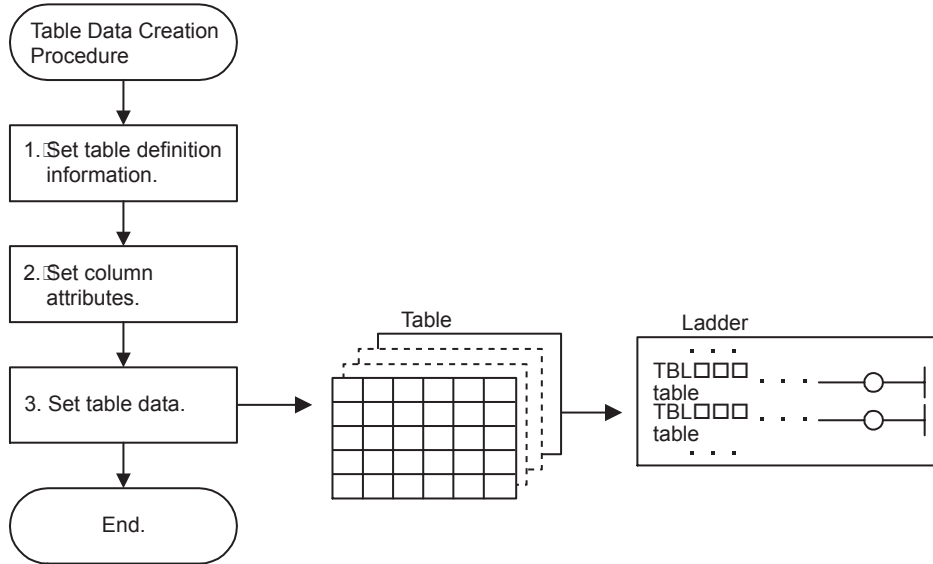 Table Data Creation
Procedure
1. Set table definition
information.
2. Set column
attributes.
3. Set table data.
End.
Table
Ladder
. . .
TBL□□□ . . .
table
TBL□□□ . . .
table
. . .